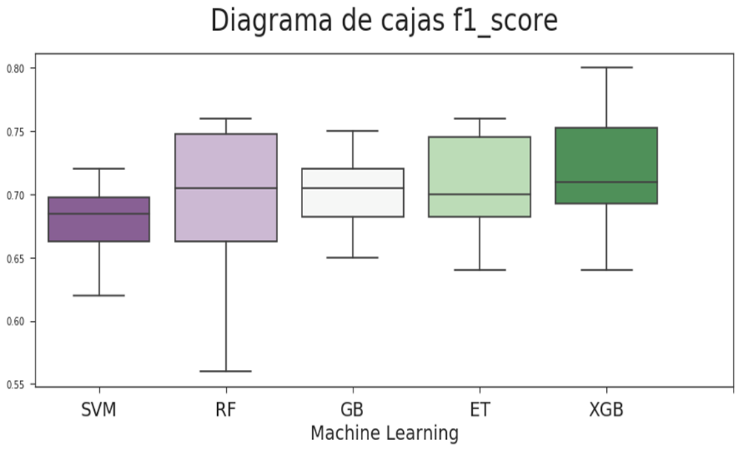 Diagrama de cajas f1_score
0.80
0.75
0.70
0.65
0.60
0.55
SVM RF GB ET XGB
Machine Learning